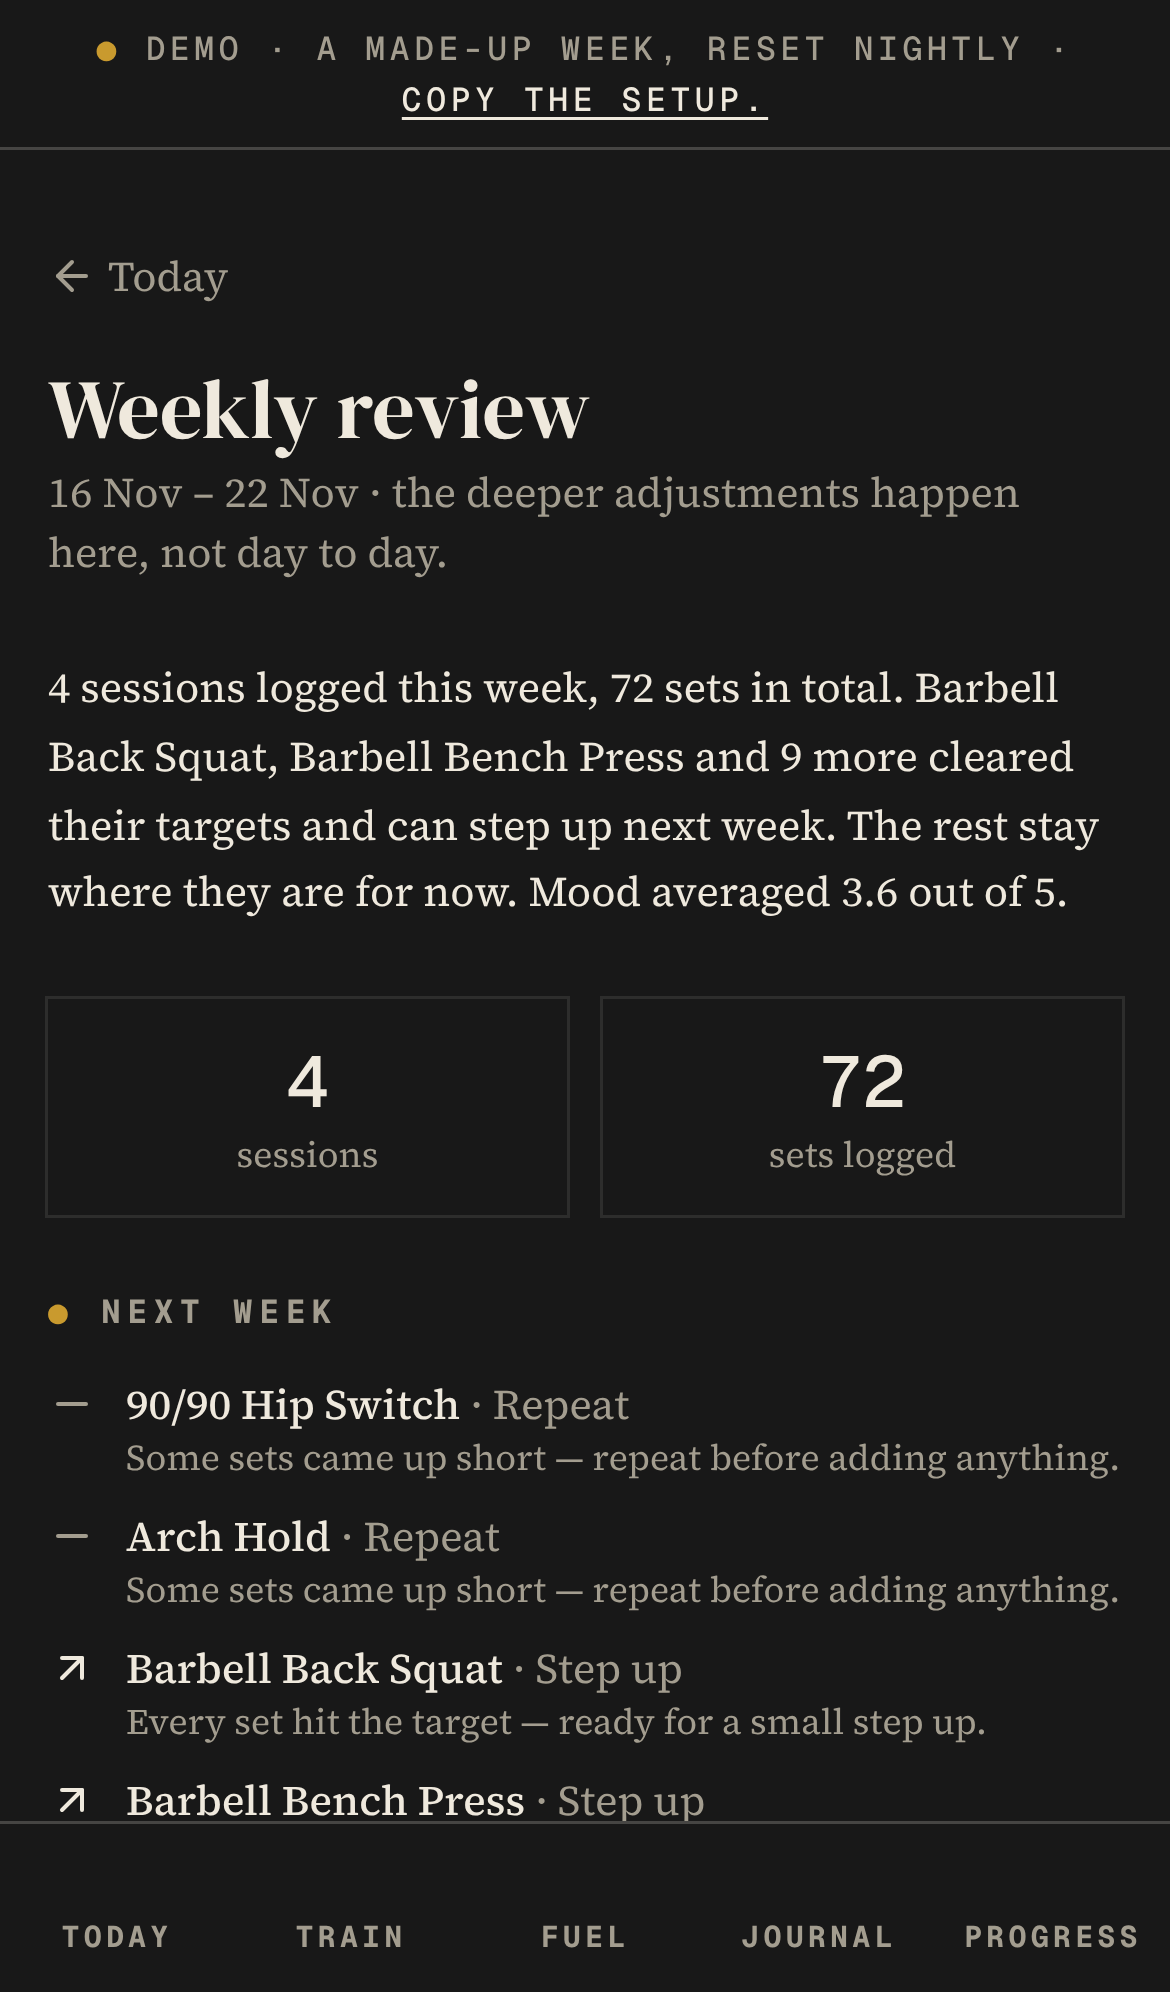 DEMO · A MADE-UP WEEK, RESET NIGHTLY ·
COPY THE SETUP.
← Today
Weekly review
16 Nov – 22 Nov · the deeper adjustments happen
here, not day to day.
4 sessions logged this week, 72 sets in total. Barbell
Back Squat, Barbell Bench Press and 9 more cleared
their targets and can step up next week. The rest stay
where they are for now. Mood averaged 3.6 out of 5.
4
sessions
72
sets logged
NEXT WEEK
90/90 Hip Switch · Repeat
Some sets came up short — repeat before adding anything.
Arch Hold · Repeat
Some sets came up short — repeat before adding anything.
Barbell Back Squat · Step up
Every set hit the target — ready for a small step up.
Barbell Bench Press · Step up
TODAY TRAIN FUEL JOURNAL PROGRESS